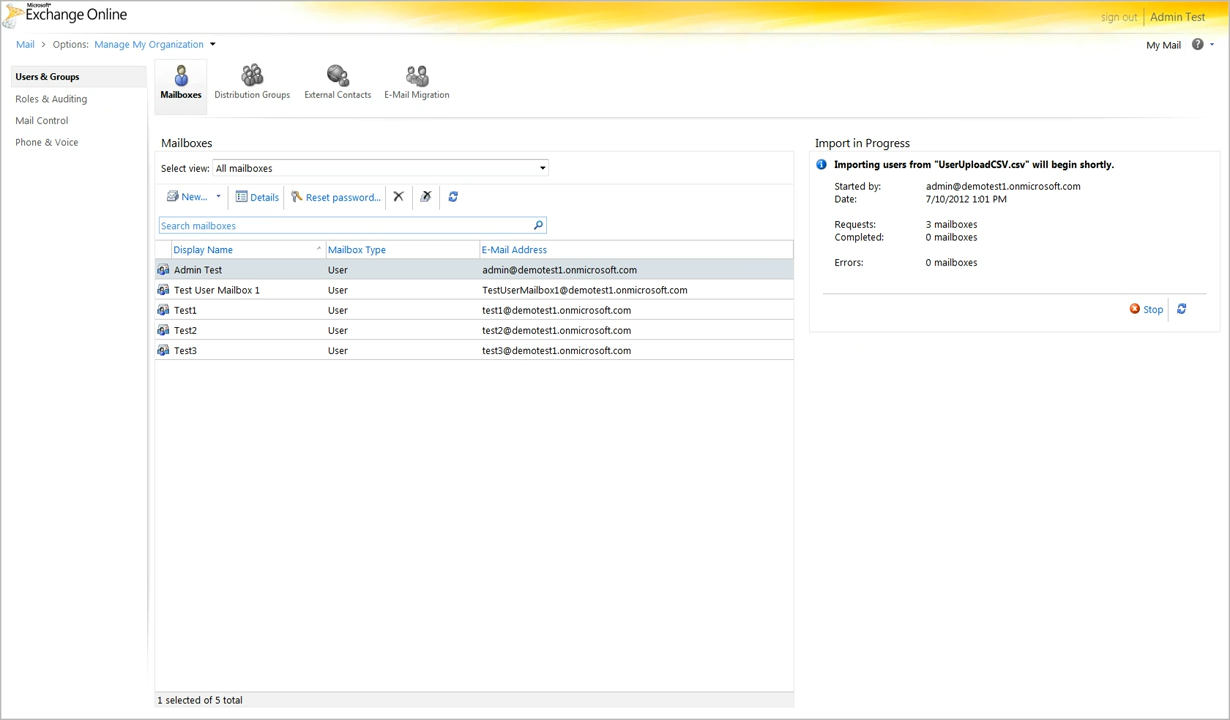 Microsoft®
Exchange Online
sign out Admin Test
Mail > Options: Manage My Organization
My Mail
Users & Groups
Roles & Auditing
Mail Control
Phone & Voice
Mailboxes
Distribution Groups
External Contacts
E-Mail Migration
Mailboxes
Select view: All mailboxes
New... Details Reset password...
Search mailboxes
Display Name Mailbox Type E-Mail Address
Admin Test User admin@demotest1.onmicrosoft.com
Test User Mailbox 1 User TestUserMailbox1@demotest1.onmicrosoft.com
Test1 User test1@demotest1.onmicrosoft.com
Test2 User test2@demotest1.onmicrosoft.com
Test3 User test3@demotest1.onmicrosoft.com
1 selected of 5 total
Import in Progress
Importing users from "UserUploadCSV.csv" will begin shortly.
Started by: admin@demotest1.onmicrosoft.com
Date: 7/10/2012 1:01 PM
Requests: 3 mailboxes
Completed: 0 mailboxes
Errors: 0 mailboxes
Stop